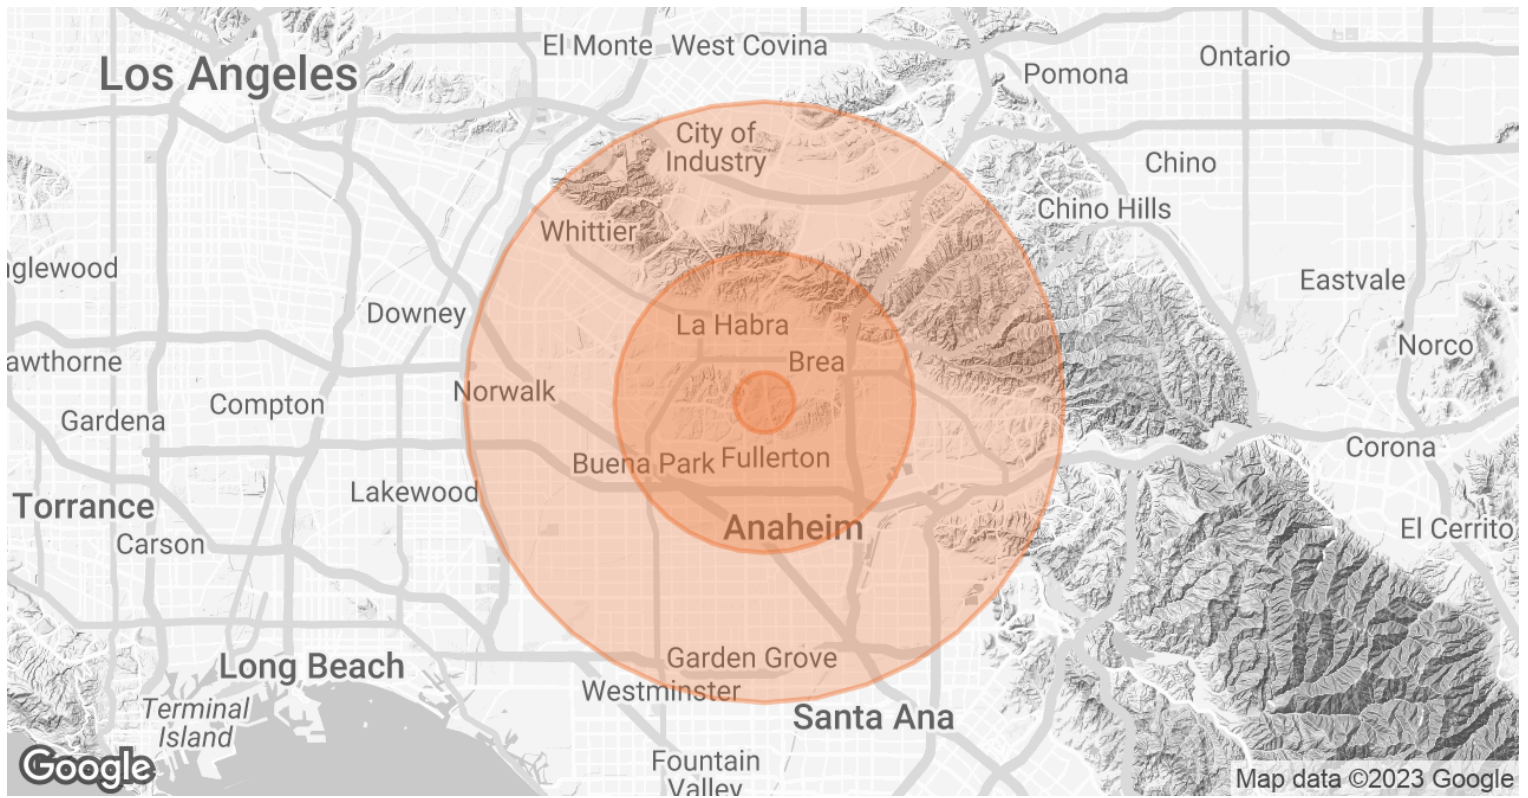 El Monte
West Covina
Ontario
Los Angeles
Pomona
City of
Industry
Chino
Chino Hills
Whittier
nglewood
Eastvale
Downey
La Habra
Norco
awthorne
Brea
Norwalk
Compton
Gardena
Corona
Buena Park
Fullerton
Lakewood
Torrance
Anaheim
El Cerrito
Carson
Garden Grove
Long Beach
Westminster
Terminal
Island
Santa Ana
Fountain
Valley
Google
Map data ©2023 Google